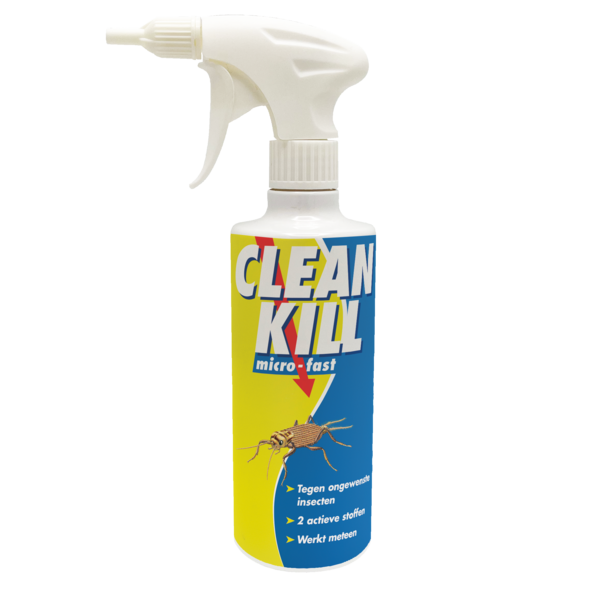 CLEAN
KILL
micro-fast
➤ Tegen ongewenste
insecten
➤ 2 actieve stoffen
➤ Werkt meteen